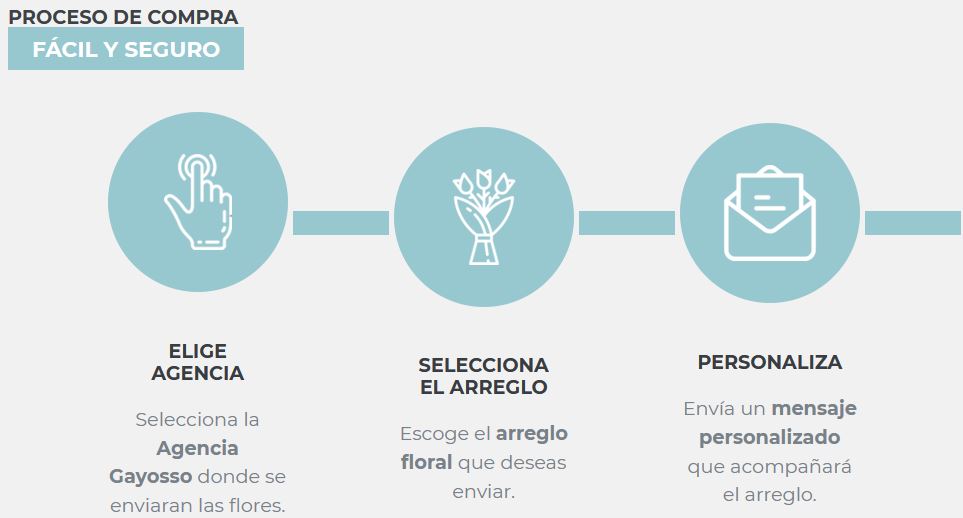 PROCESO DE COMPRA
FÁCIL Y SEGURO
ELIGE
AGENCIA
Selecciona la
Agencia
Gayosso donde se
enviaran las flores.
SELECCIONA
EL ARREGLO
Escoge el arreglo
floral que deseas
enviar.
PERSONALIZA
Envía un mensaje
personalizado
que acompañará
el arreglo.